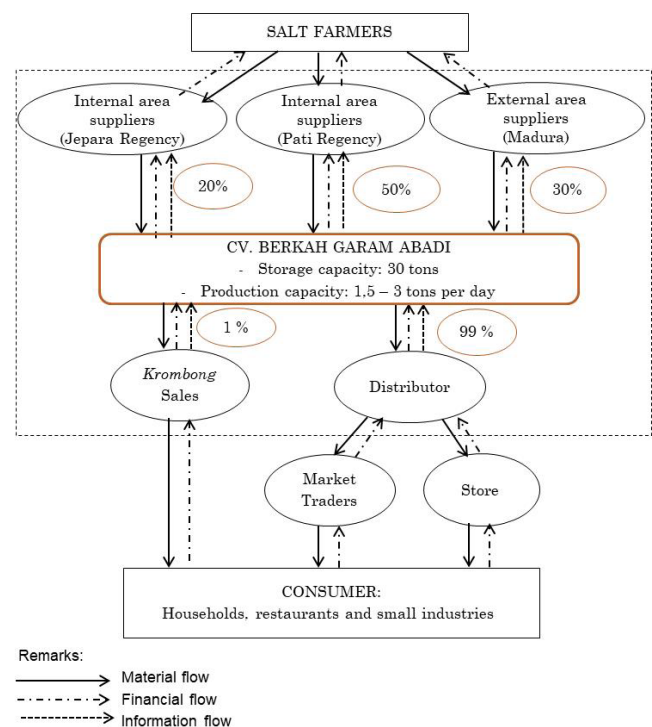 SALT FARMERS
Internal area
suppliers
(Jepara Regency)
Internal area
suppliers
(Pati Regency)
External area
suppliers
(Madura)
20%
50%
30%
CV. BERKAH GARAM ABADI
- Storage capacity: 30 tons
- Production capacity: 1,5 – 3 tons per day
1 %
99 %
Krombong
Sales
Distributor
Market
Traders
Store
CONSUMER:
Households, restaurants and small industries
Remarks:
Material flow
Financial flow
Information flow